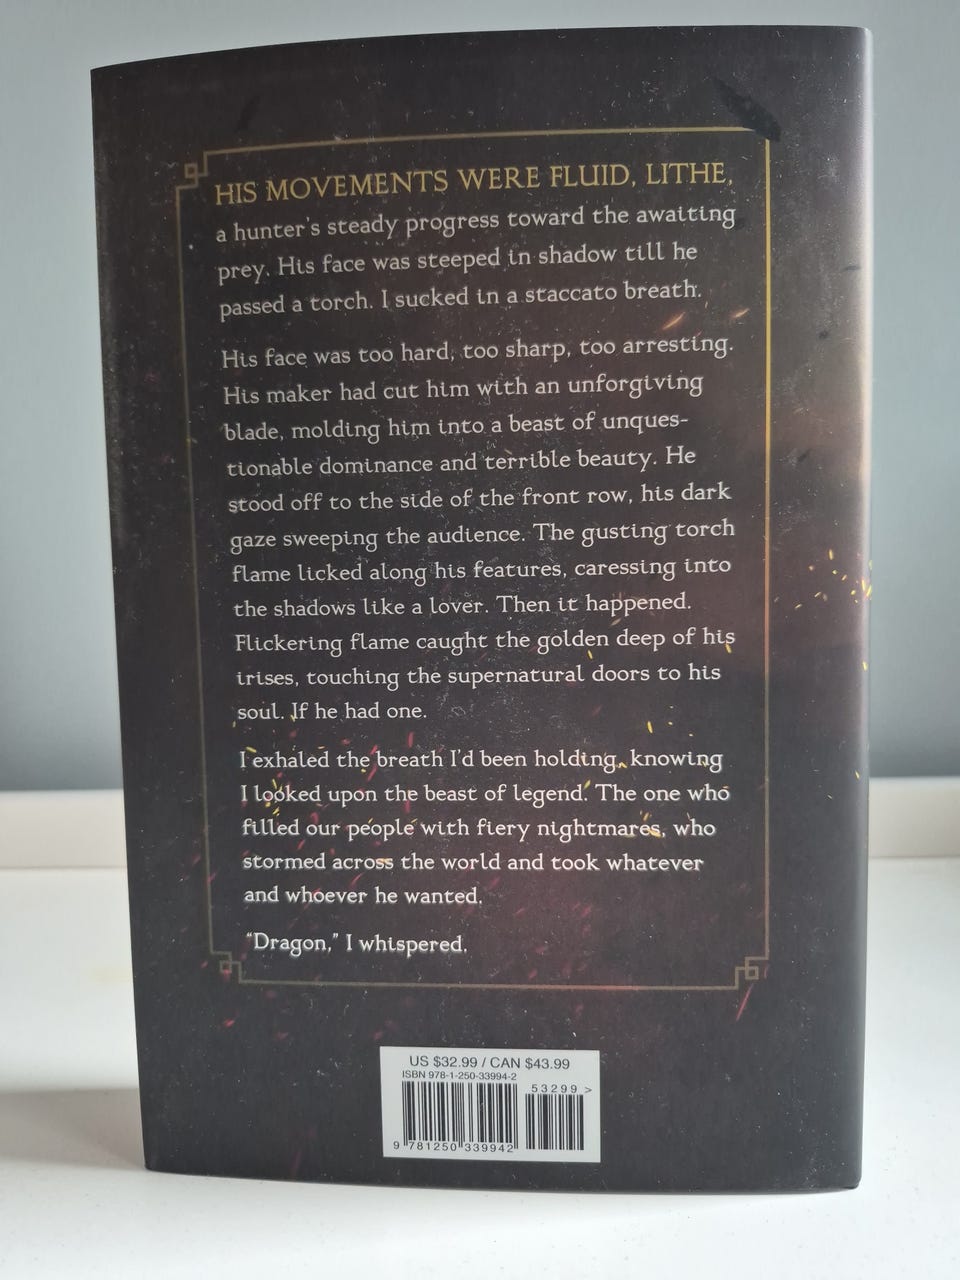 HIS MOVEMENTS WERE FLUID, LITHE,
a hunter's steady progress toward the awaiting
prey. His face was steeped in shadow till he
passed a torch. I sucked in a staccato breath.
His face was too hard, too sharp, too arresting.
His maker had cut him with an unforgiving
blade, molding him into a beast of unques-
tionable dominance and terrible beauty. He
stood off to the side of the front row, his dark
gaze sweeping the audience. The gusting torch
flame licked along his features, caressing into
the shadows like a lover. Then it happened.
Flickering flame caught the golden deep of his
irises, touching the supernatural doors to his
soul. If he had one.
I exhaled the breath I'd been holding, knowing
I looked upon the beast of legend. The one who
filled our people with fiery nightmares, who
stormed across the world and took whatever
and whoever he wanted.
"Dragon," I whispered.
US $32.99 / CAN $43.99
ISBN 978-1-250-33994-2
53299 >
9 781250 339942